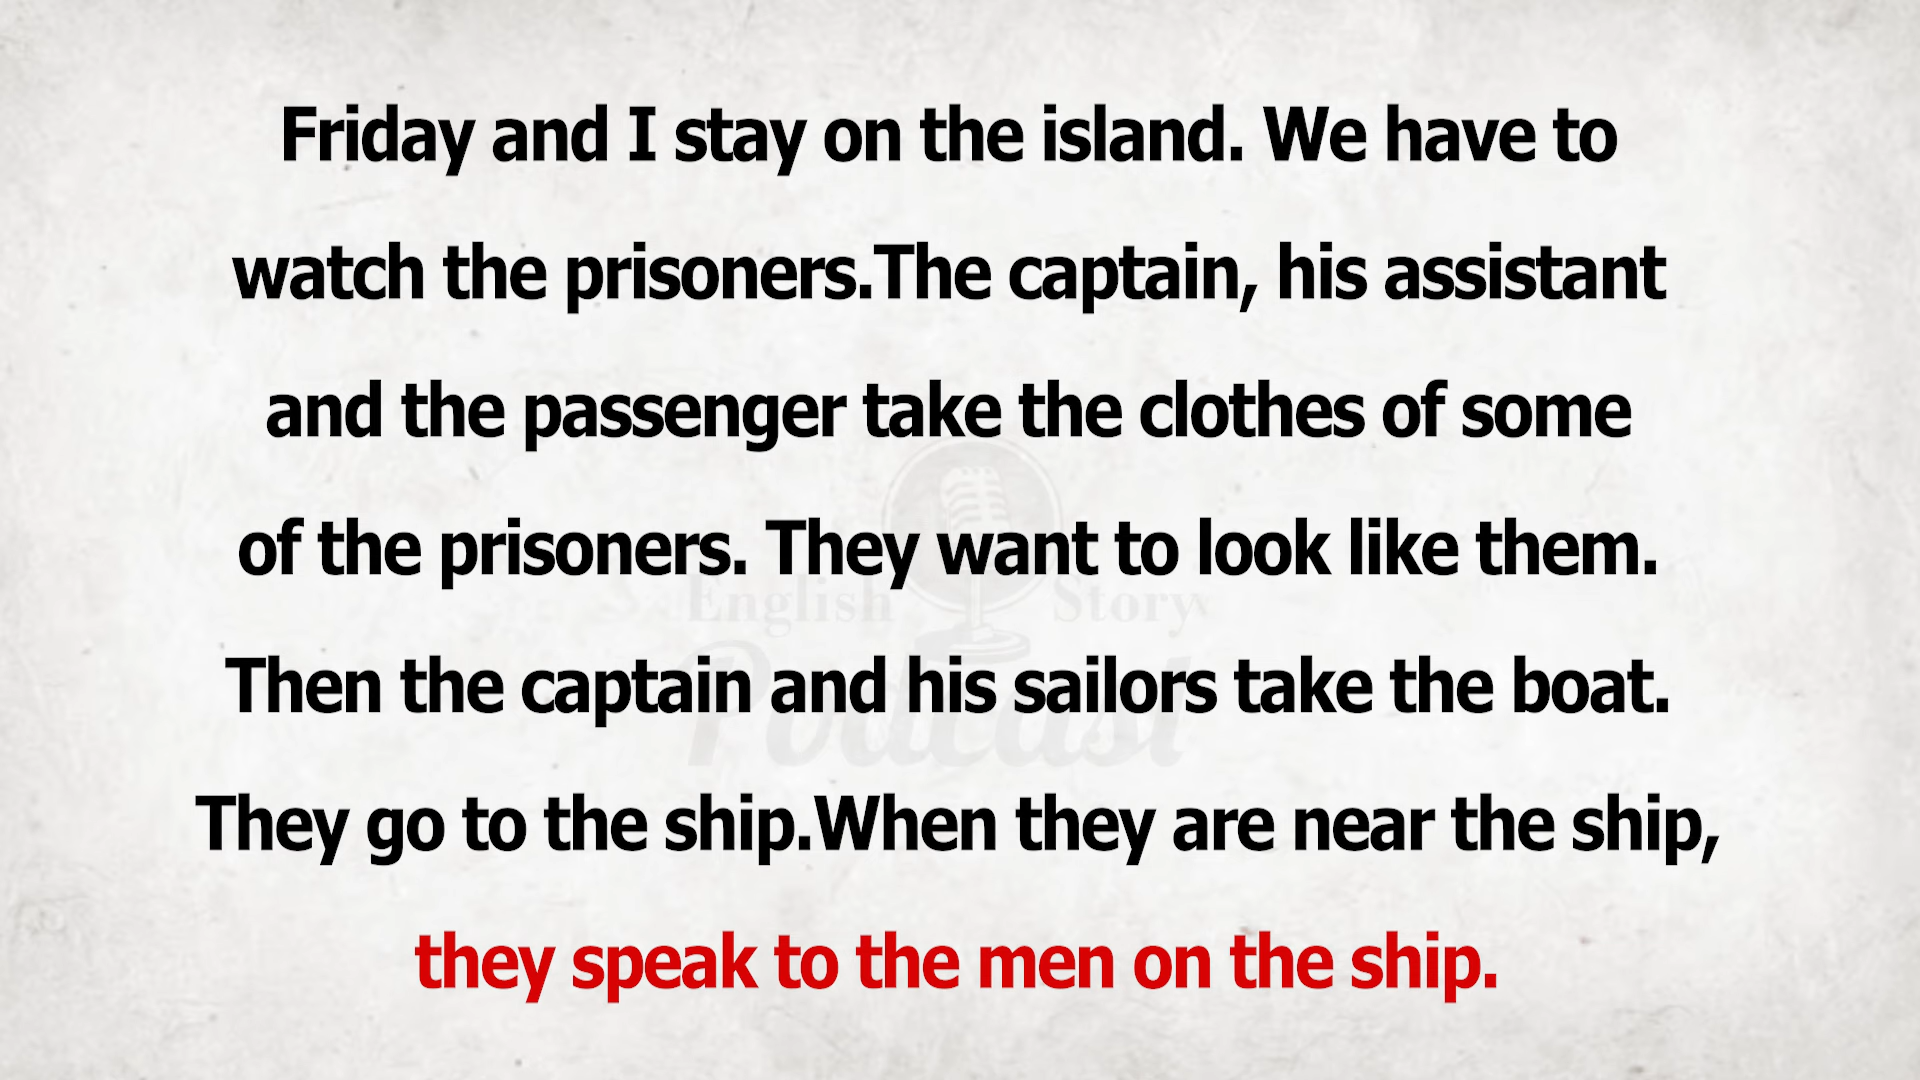 Friday and I stay on the island. We have to
watch the prisoners.The captain, his assistant
and the passenger take the clothes of some
of the prisoners. They want to look like them.
English Story
Then the captain and his sailors take the boat.
Podcast
They go to the ship.When they are near the ship,
they speak to the men on the ship.